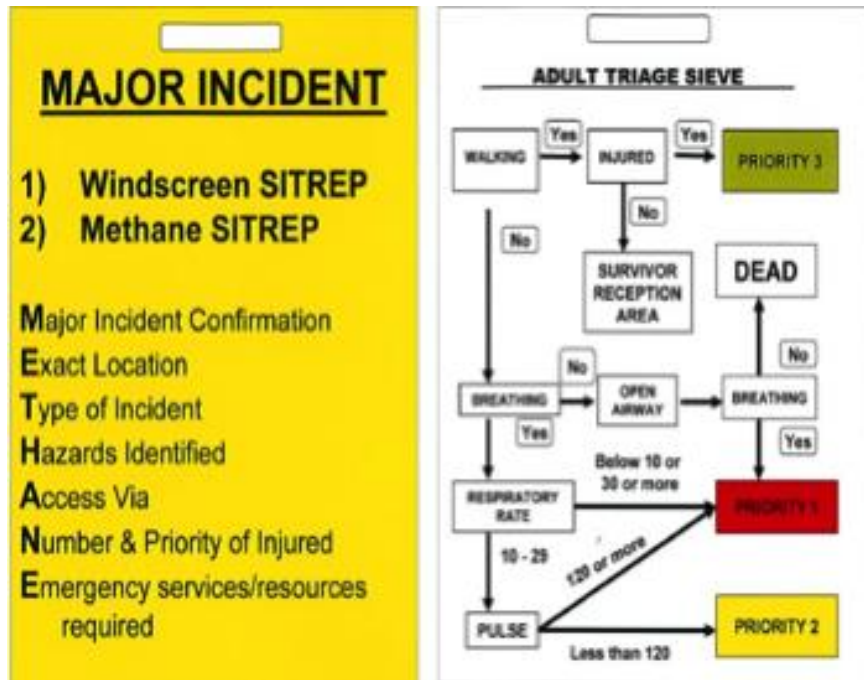 MAJOR INCIDENT
1) Windscreen SITREP
2) Methane SITREP
Major Incident Confirmation
Exact Location
Type of Incident
Hazards Identified
Access Via
Number & Priority of Injured
Emergency services/resources
required
ADULT TRIAGE SIEVE
WALKING
Yes
INJURED
Yes
PRIORITY 3
No
No
SURVIVOR
RECEPTION
AREA
DEAD
No
BREATHING
No
OPEN
AIRWAY
BREATHING
Yes
Yes
Below 10 or
30 or more
RESPIRATORY
RATE
PRIORITY 1
10 - 29
120 or more
PULSE
Less than 120
PRIORITY 2